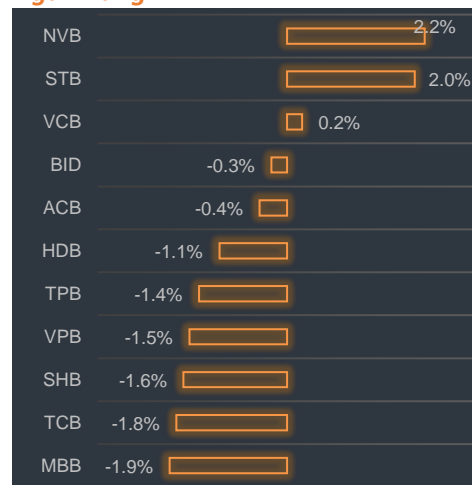 NVB 2.2%
STB 2.0%
VCB 0.2%
BID -0.3%
ACB -0.4%
HDB -1.1%
TPB -1.4%
VPB -1.5%
SHB -1.6%
TCB -1.8%
MBB -1.9%